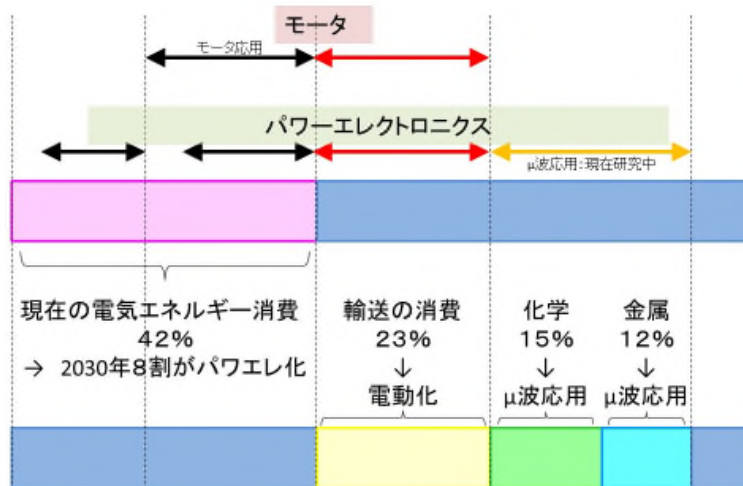 モータ
モータ応用
パワーエレクトロニクス
μ波応用:現在研究中
現在の電気エネルギー消費
42%
→ 2030年8割がパワエレ化
輸送の消費
23%
↓
電動化
化学
15%
↓
μ波応用
金属
12%
↓
μ波応用